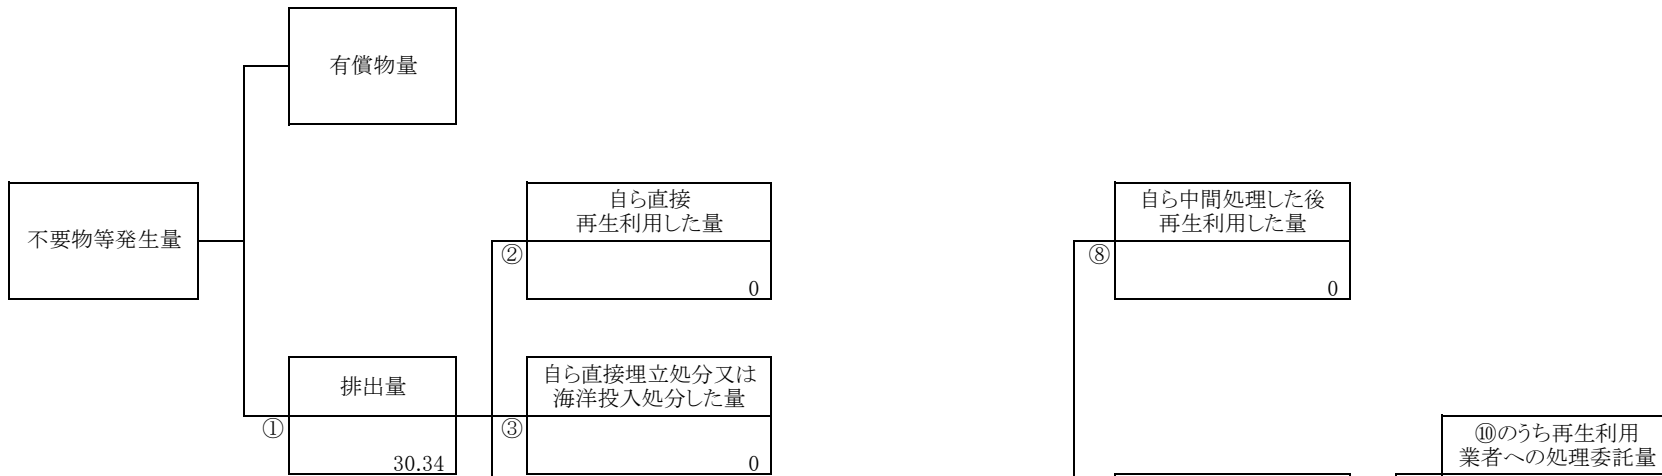 有償物量
不要物等発生量
自ら直接
再生利用した量
②
0
自ら中間処理した後
再生利用した量
⑧
0
排出量
①
30.34
自ら直接埋立処分又は
海洋投入処分した量
③
0
⑩のうち再生利用
業者への処理委託量